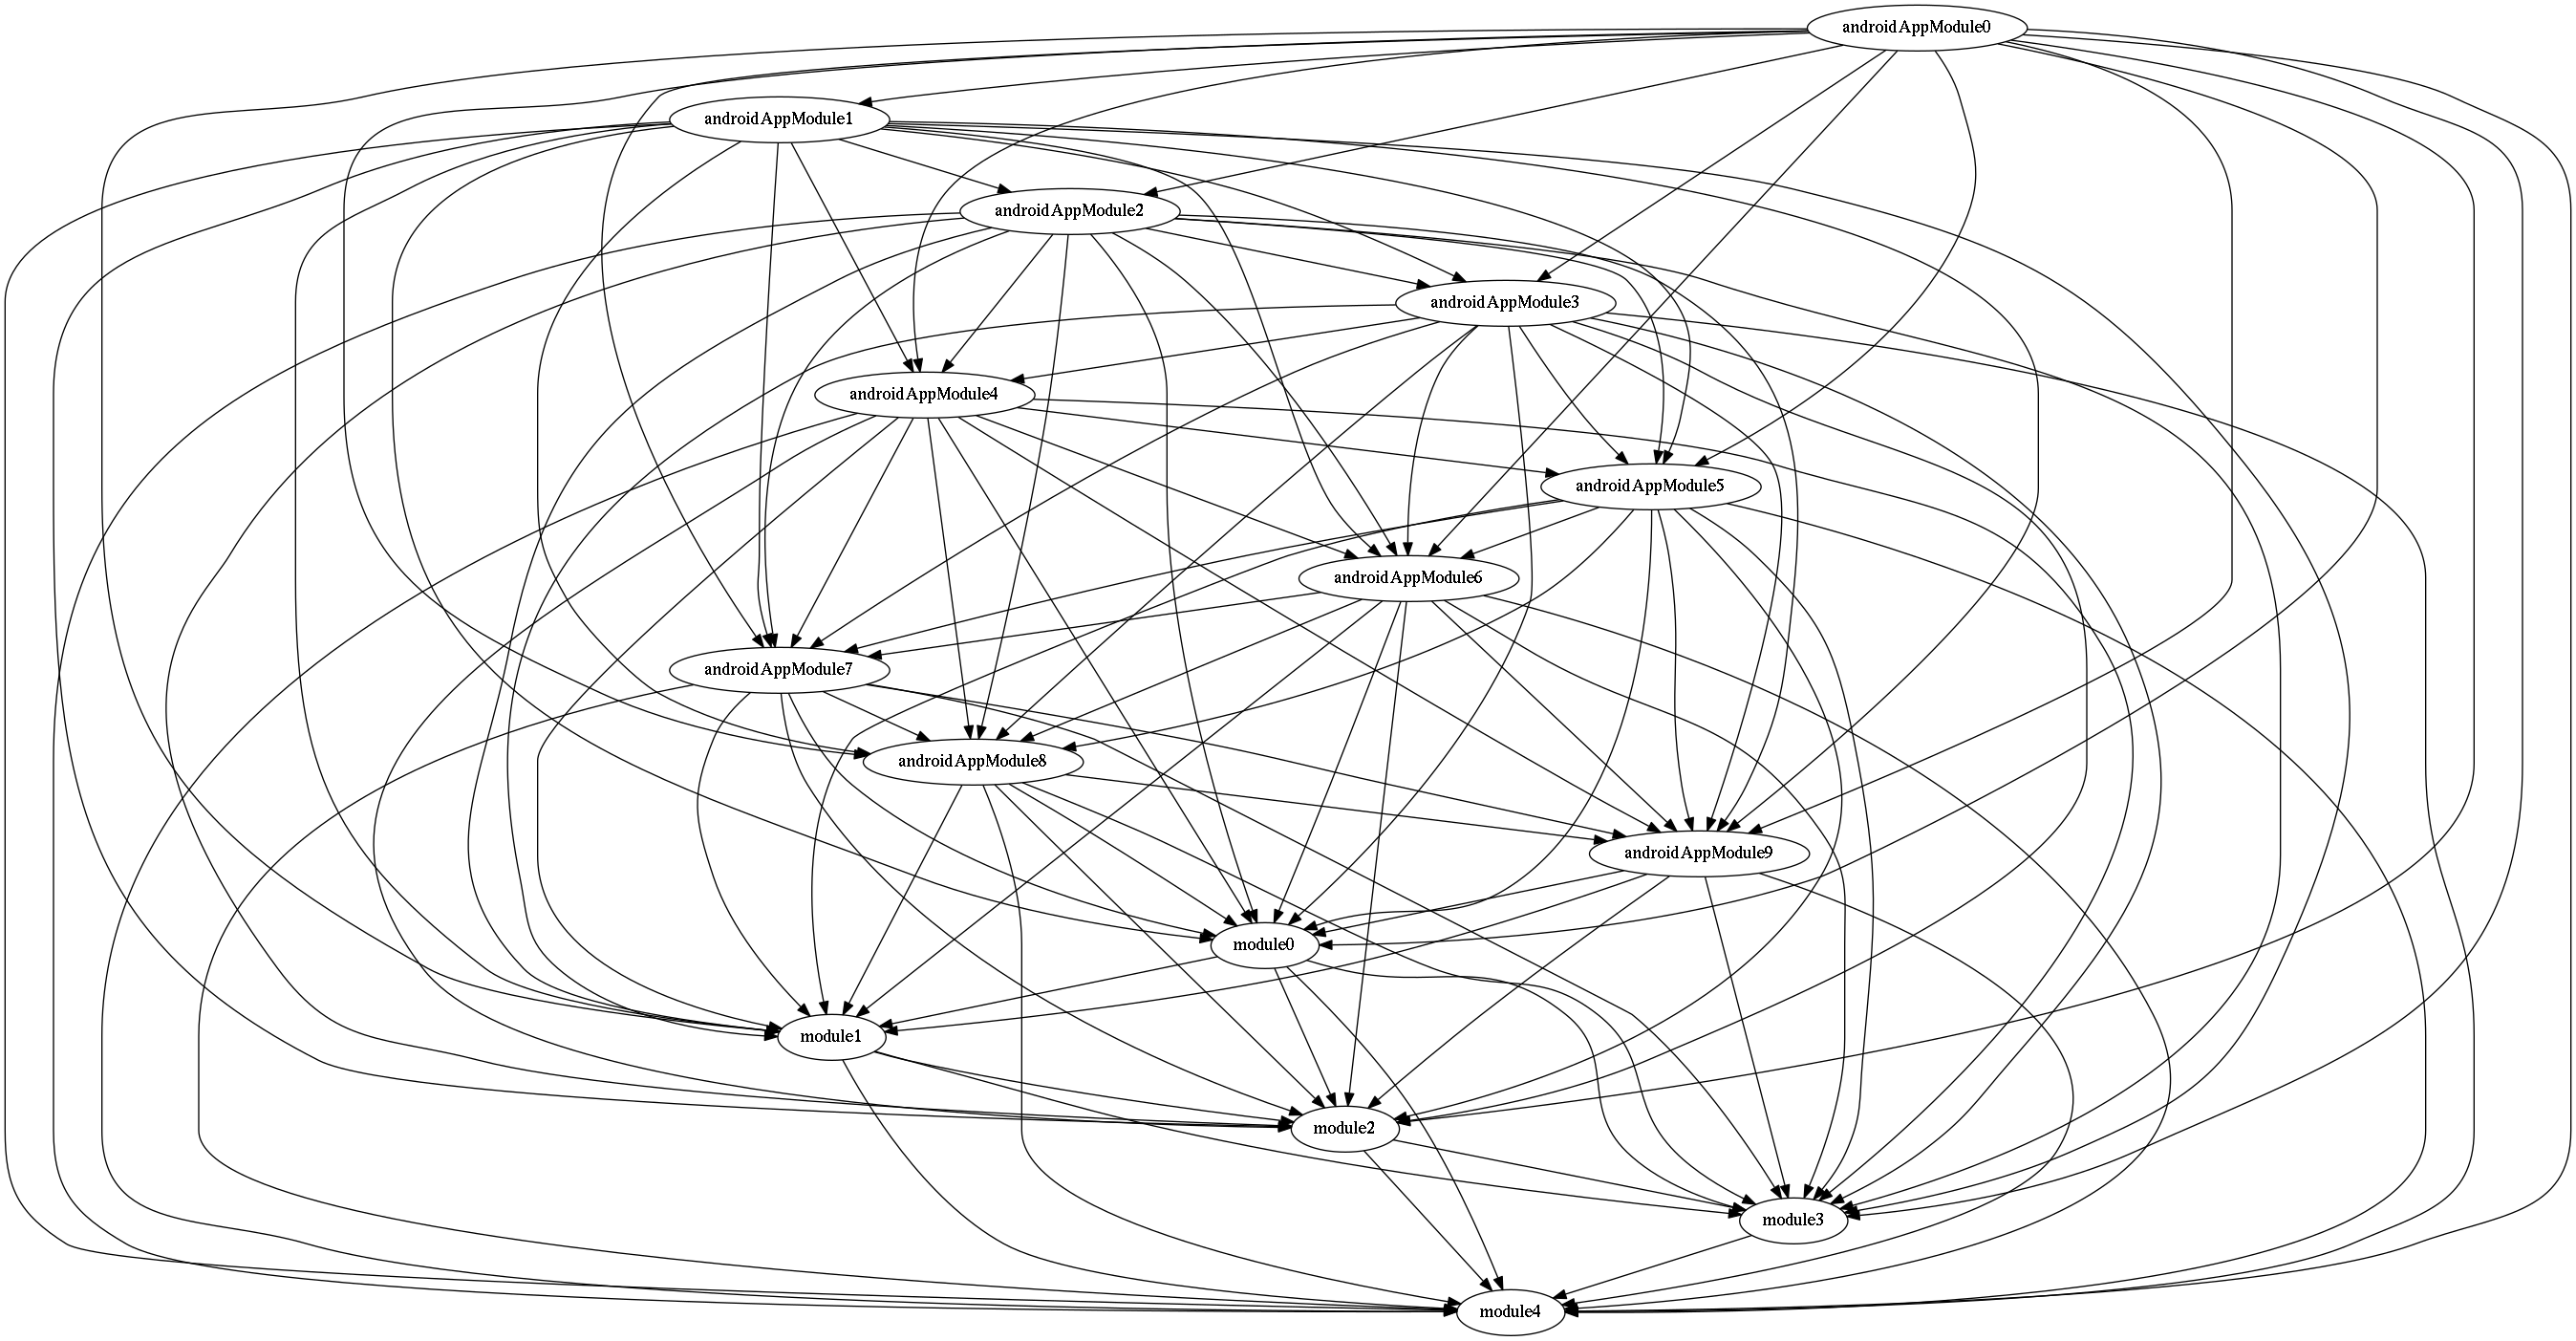 androidAppModule0
androidAppModule1
androidAppModule2
androidAppModule3
androidAppModule4
androidAppModule5
androidAppModule6
androidAppModule7
androidAppModule8
androidAppModule9
module0
module1
module2
module3
module4